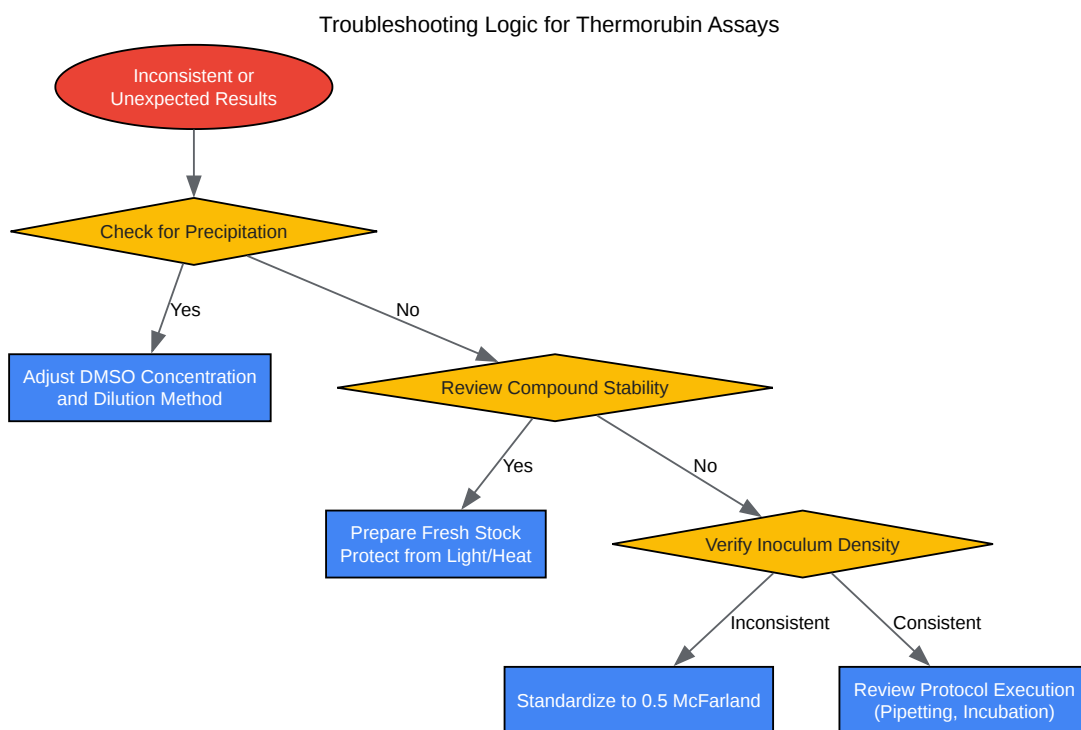 Troubleshooting Logic for Thermorubin Assays
Inconsistent or
Unexpected Results
Check for Precipitation
Yes
No
Adjust DMSO Concentration
and Dilution Method
Review Compound Stability
Yes
No
Prepare Fresh Stock
Protect from Light/Heat
Verify Inoculum Density
Inconsistent
Consistent
Standardize to 0.5 McFarland
Review Protocol Execution
(Pipetting, Incubation)